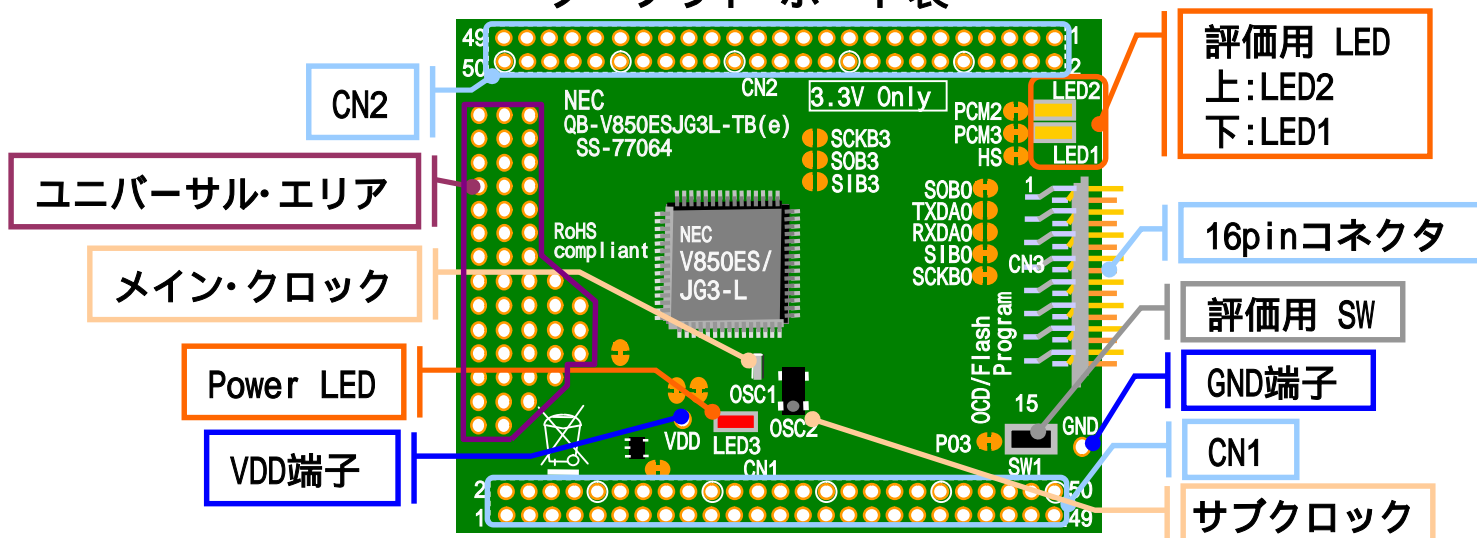 ターゲット・ボード表
CN2
ユニバーサル・エリア
メイン・クロック
Power LED
VDD端子
49
50
1
2
CN2
NEC
QB-V850ESJG3L-TB(e)
SS-77064
3.3V Only
SCKB3
SOB3
SIB3
LED2
PCM2
PCM3
HS
LED1
SOB0
TXDA0
RXDA0
SIB0
SCKB0
1
CN3
RoHS
compliant
NEC
V850ES/
JG3-L
OCD/Flash
Program
OSC1
OSC2
15
VDD
LED3
P03
SW1
GND
CN1
2
1
50
49
評価用 LED
上:LED2
下:LED1
16pinコネクタ
評価用 SW
GND端子
CN1
サブクロック